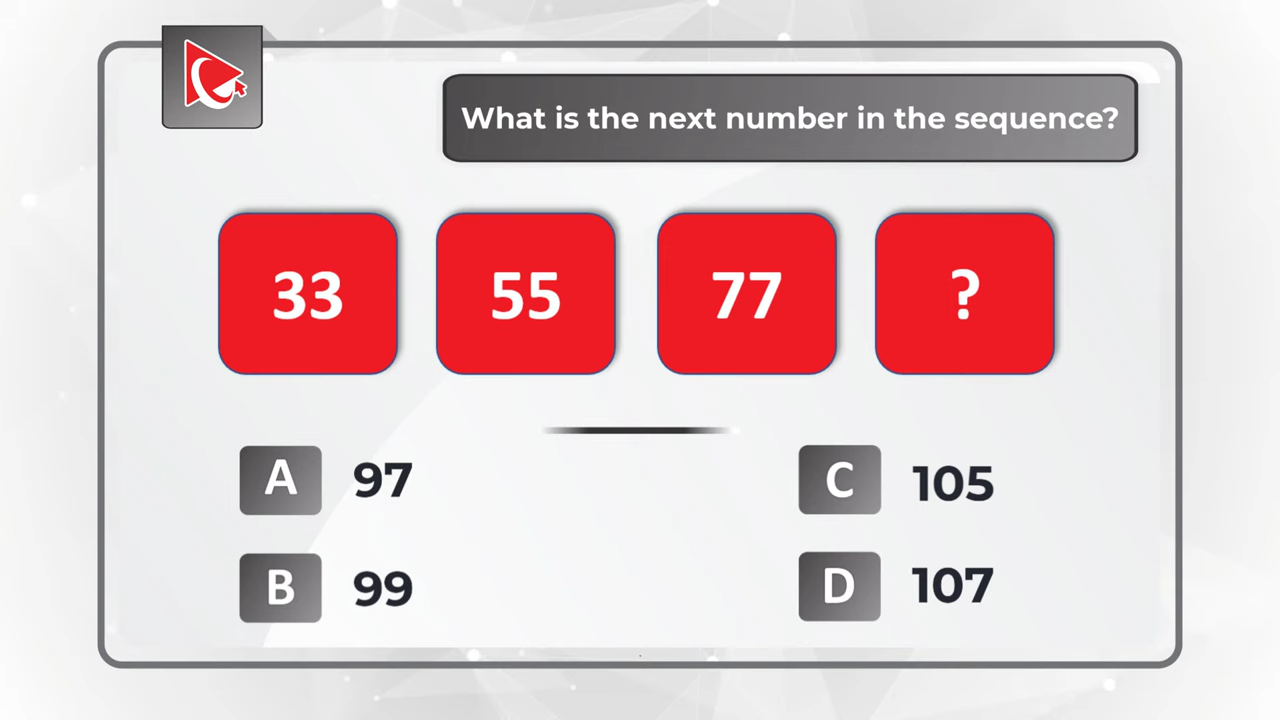 What is the next number in the sequence?
33 55 77 ?
A 97
C 105
B 99
D 107